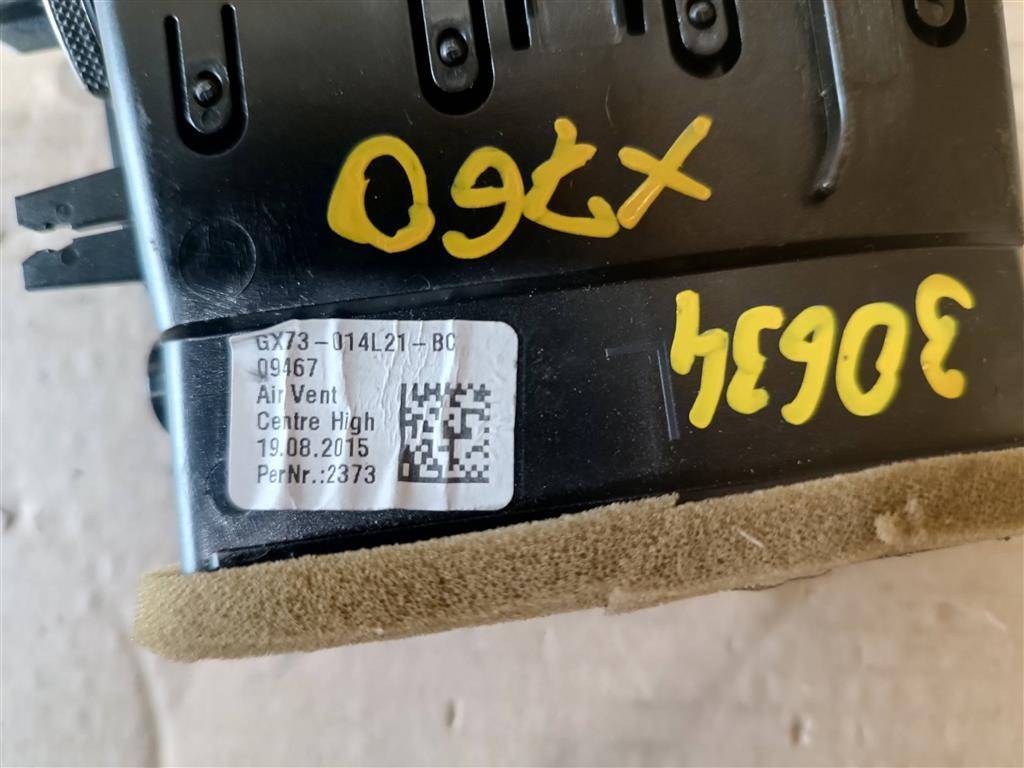 X760
30634
GX73-014L21-BC
09467
Air Vent
Centre High
19.08.2015
PerNr.:2373